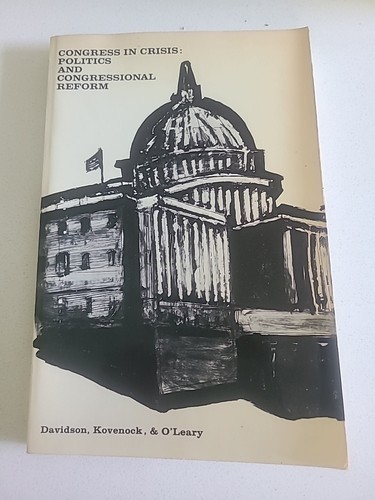 CONGRESS IN CRISIS:
POLITICS
AND
CONGRESSIONAL
REFORM
Davidson, Kovenock, & O'Leary